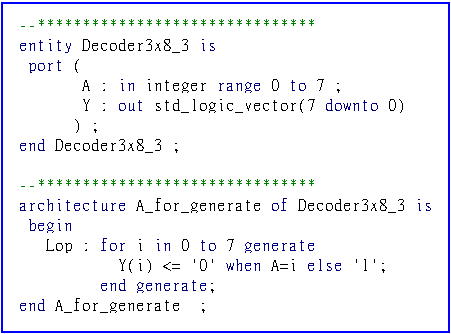 --*******************************
entity Decoder3x8_3 is
port (
A : in integer range 0 to 7 ;
Y : out std_logic_vector(7 downto 0)
) ;
end Decoder3x8_3 ;
--*******************************
architecture A_for_generate of Decoder3x8_3 is
begin
Lop : for i in 0 to 7 generate
Y(i) <= '0' when A=i else '1';
end generate;
end A_for_generate ;